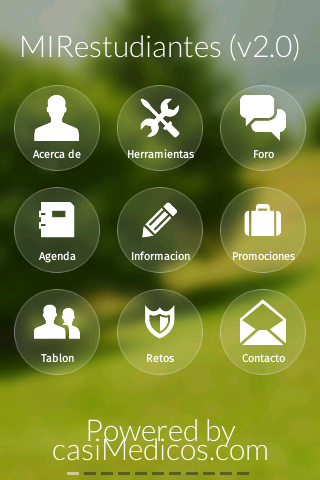 MIRestudiantes (v2.0)
Acerca de
Herramientas
Foro
Agenda
Informacion
Promociones
Tablon
Retos
Contacto
Powered by
casiMedicos.com